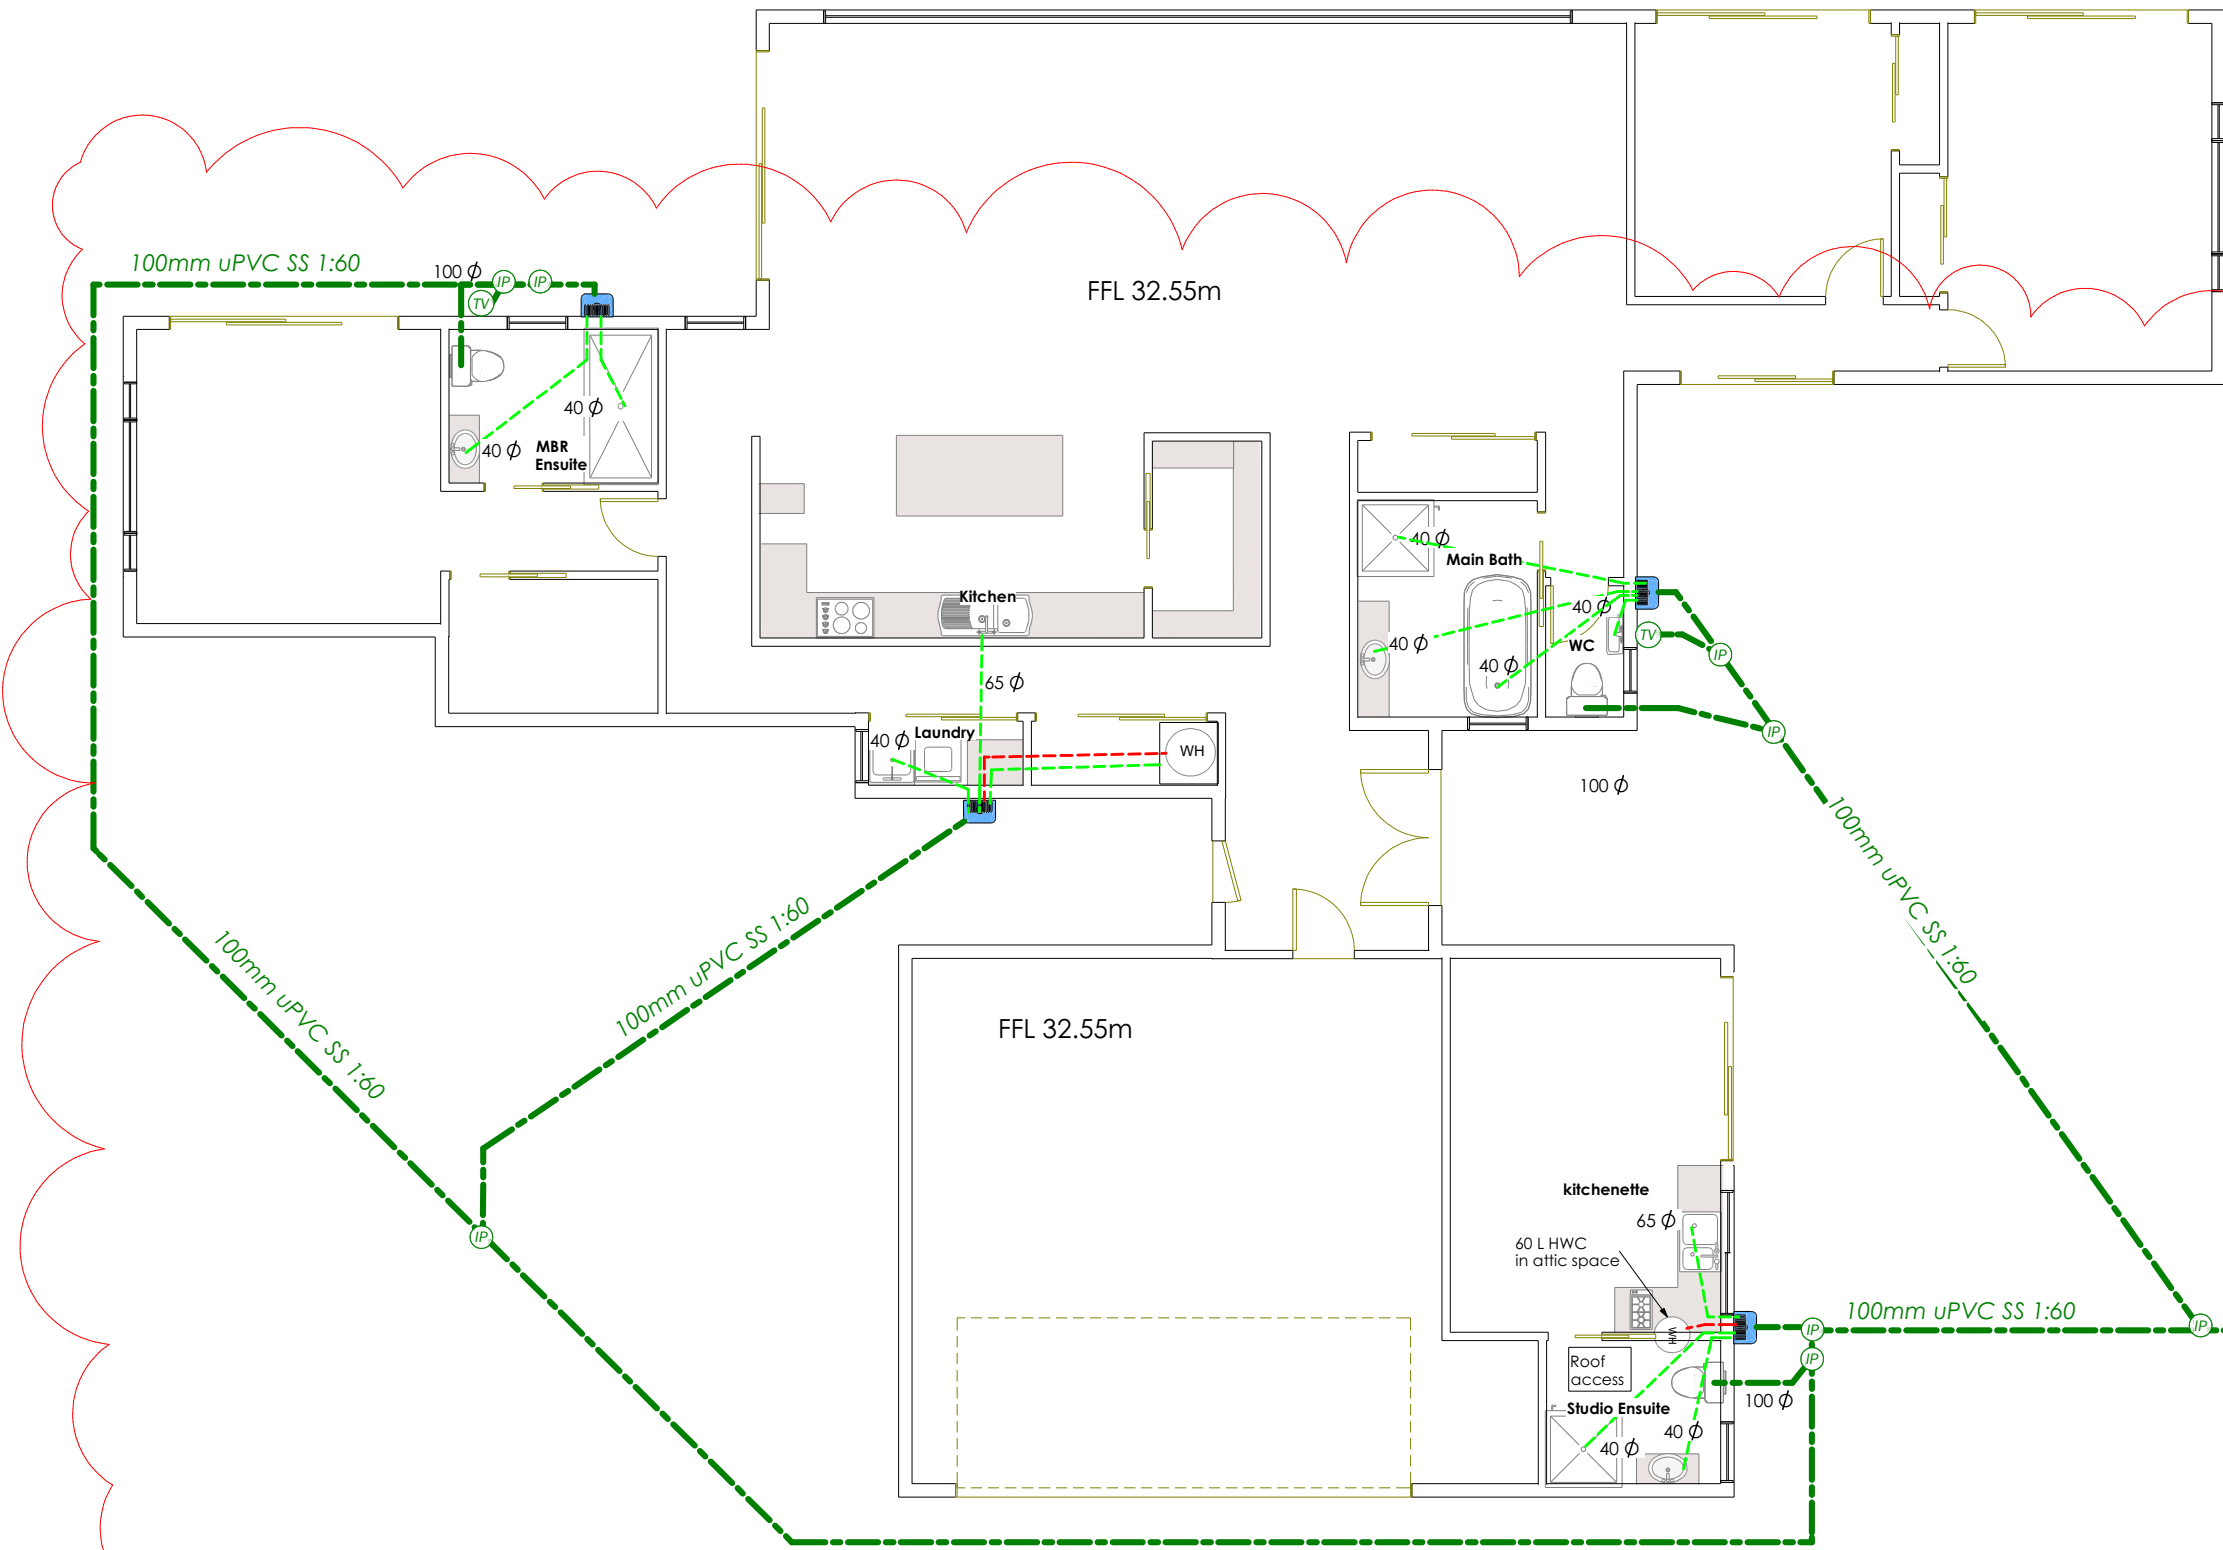 100mm uPVC SS 1:60
100 ϕ
IP
IP
TV
FFL 32.55m
40 ϕ
40 ϕ
MBR
Ensuite
40 ϕ
Main Bath
Kitchen
40 ϕ
40 ϕ
WC
TV
IP
40 ϕ
65 ϕ
40 ϕ
Laundry
WH
IP
100 ϕ
100mm uPVC SS 1:60
100mm uPVC SS 1:60
100mm uPVC SS 1:60
FFL 32.55m
kitchenette
65 ϕ
IP
60 L HWC
in attic space
100mm uPVC SS 1:60
WH
IP
IP
IP
Roof
access
100 ϕ
Studio Ensuite
40 ϕ
40 ϕ